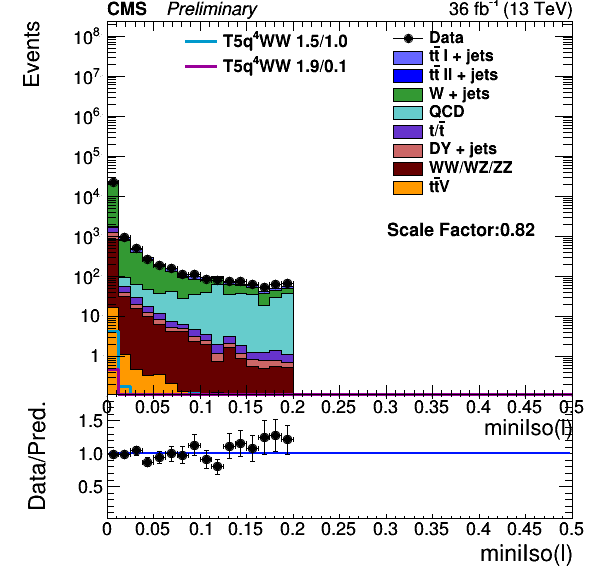 CMS Preliminary 36 fb⁻¹ (13 TeV)
Events
10⁸
10⁷
10⁶
10⁵
10⁴
10³
10²
10
1
T5q⁴WW 1.5/1.0
T5q⁴WW 1.9/0.1
Data
tt̄ l + jets
tt̄ ll + jets
W + jets
QCD
t/t̄
DY + jets
WW/WZ/ZZ
tt̄V
Scale Factor:0.82
0 0.05 0.1 0.15 0.2 0.25 0.3 0.35 0.4 0.45 0.5
miniIso(l)
Data/Pred.
1.5
1.0
0.5
0 0.05 0.1 0.15 0.2 0.25 0.3 0.35 0.4 0.45 0.5
miniIso(l)